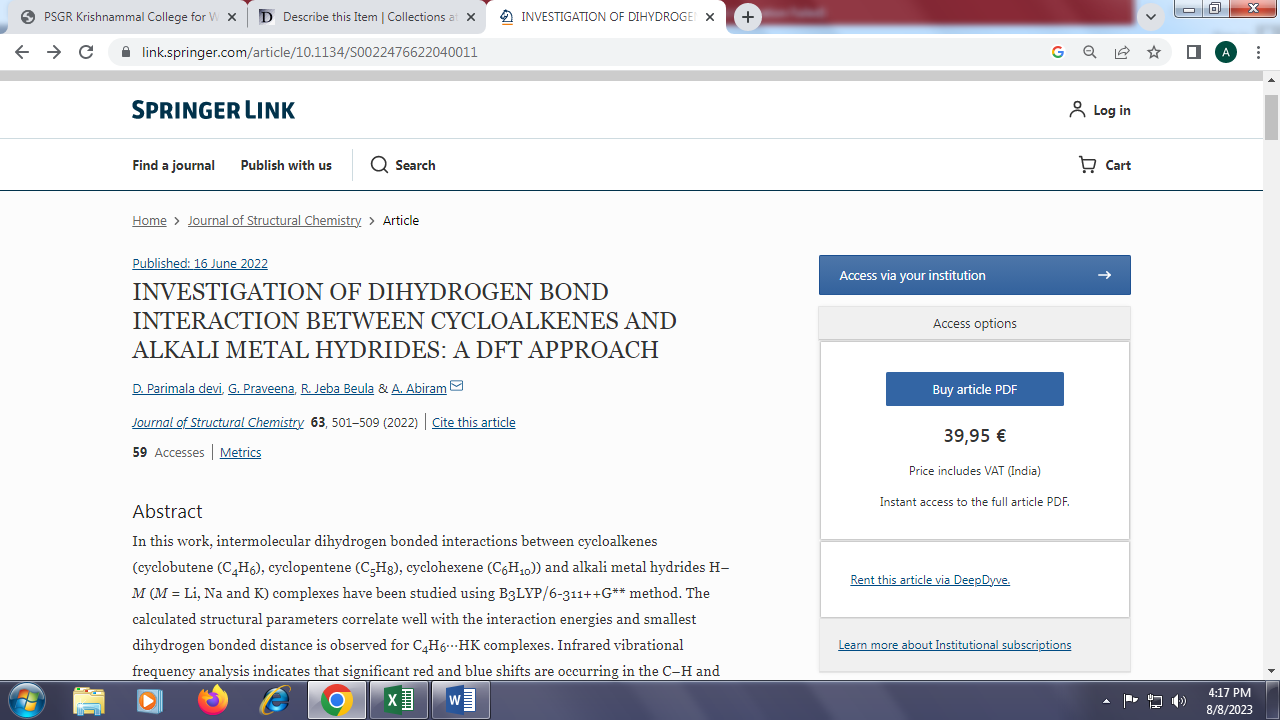 PSGR Krishnammal College for W
Describe this Item | Collections at
INVESTIGATION OF DIHYDROGEN
link.springer.com/article/10.1134/S0022476622040011
A
SPRINGER LINK
Log in
Find a journal
Publish with us
Search
Cart
Home > Journal of Structural Chemistry > Article
Published: 16 June 2022
INVESTIGATION OF DIHYDROGEN BOND
INTERACTION BETWEEN CYCLOALKENES AND
ALKALI METAL HYDRIDES: A DFT APPROACH
D. Parimala devi, G. Praveena, R. Jeba Beula & A. Abiram
Journal of Structural Chemistry 63, 501–509 (2022) | Cite this article
59 Accesses | Metrics
Abstract
In this work, intermolecular dihydrogen bonded interactions between cycloalkenes
(cyclobutene (C4H6), cyclopentene (C5H8), cyclohexene (C6H10)) and alkali metal hydrides H–
M (M = Li, Na and K) complexes have been studied using B3LYP/6-311++G** method. The
calculated structural parameters correlate well with the interaction energies and smallest
dihydrogen bonded distance is observed for C4H6···HK complexes. Infrared vibrational
frequency analysis indicates that significant red and blue shifts are occurring in the C–H and
Access via your institution
Access options
Buy article PDF
39,95 €
Price includes VAT (India)
Instant access to the full article PDF.
Rent this article via DeepDyve.
Learn more about Institutional subscriptions
4:17 PM
8/8/2023